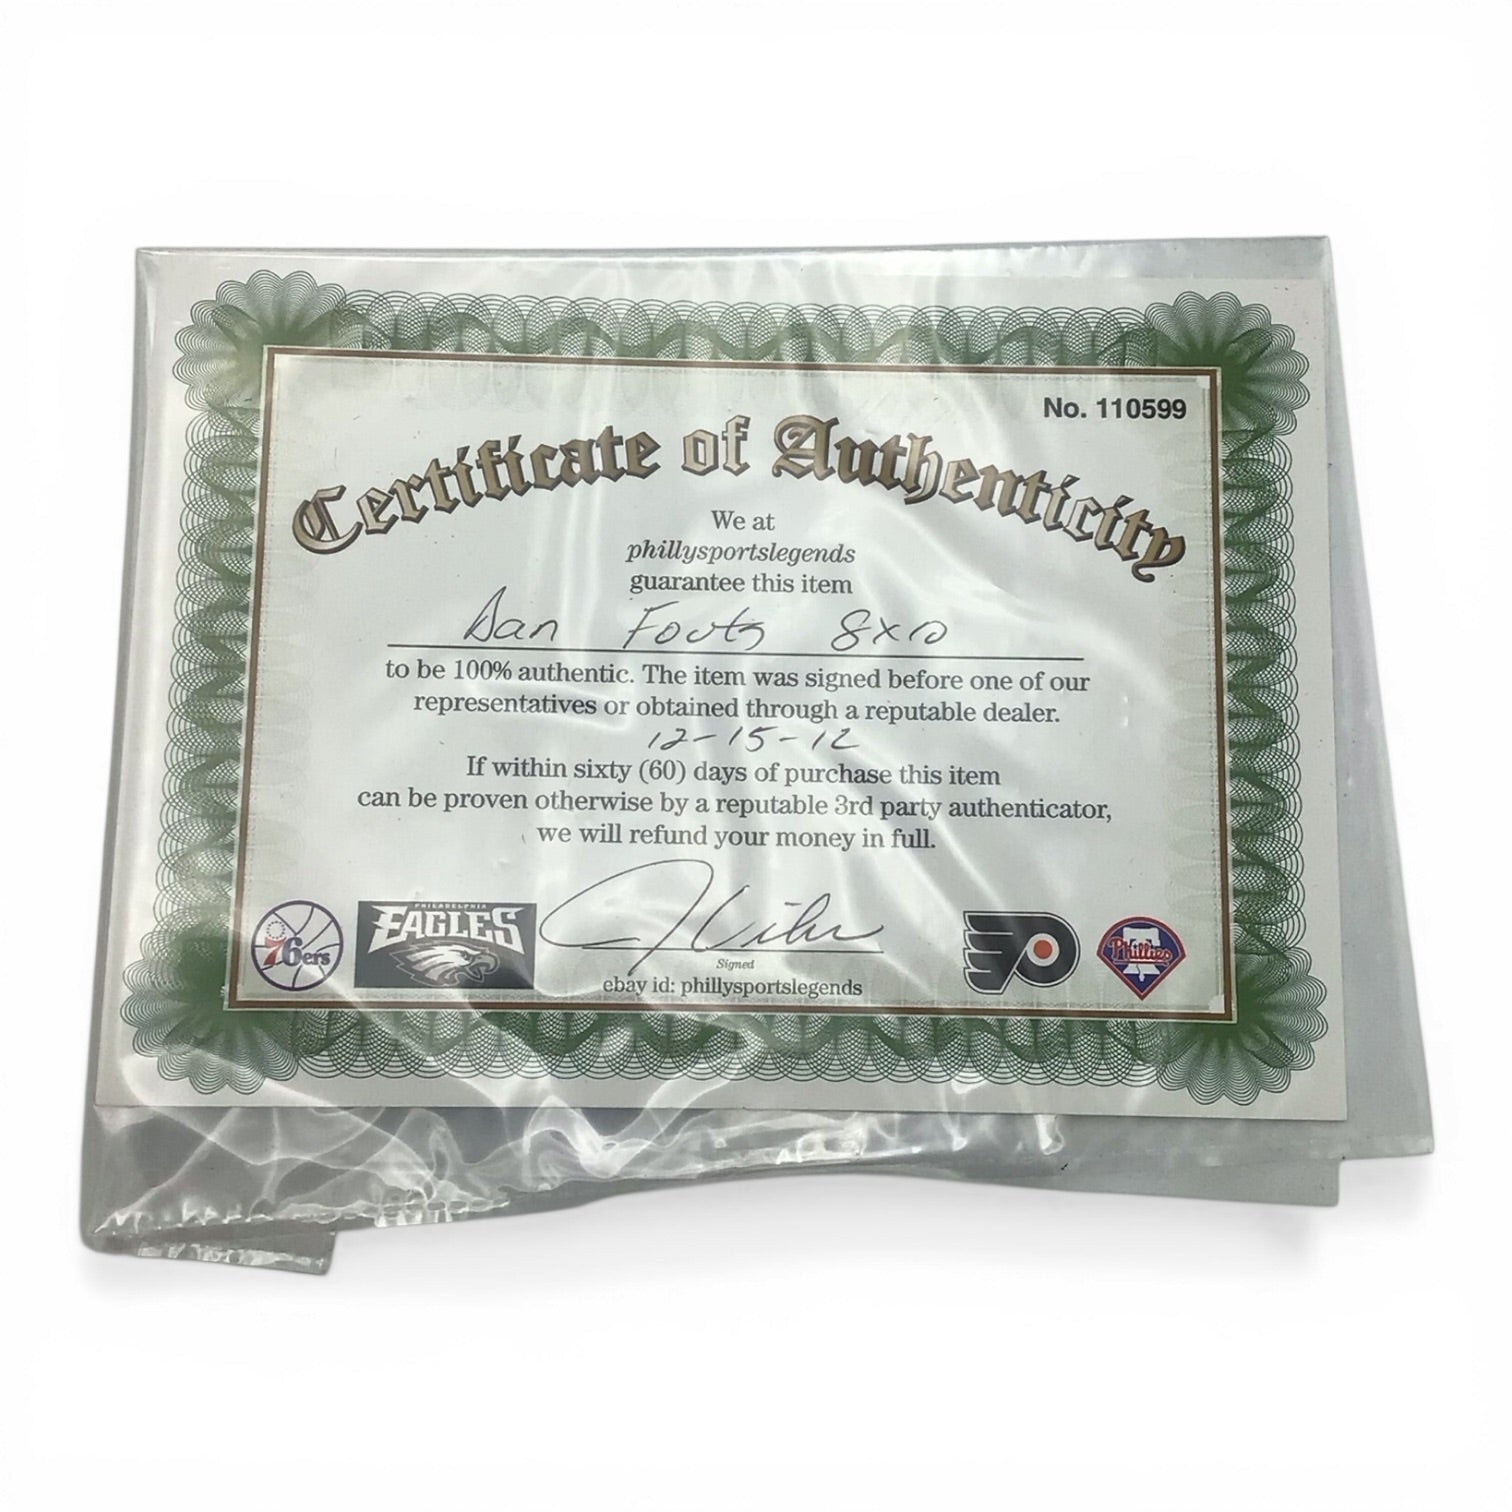 No. 110599
Certificate of Authenticity
We at
phillysportslegends
guarantee this item
Dan Fouts 8x10
to be 100% authentic. The item was signed before one of our
representatives or obtained through a reputable dealer.
12-15-12
If within sixty (60) days of purchase this item
can be proven otherwise by a reputable 3rd party authenticator,
we will refund your money in full.
76ers
PHILADELPHIA
EAGLES
Phillies
Signed
ebay id: phillysportslegends